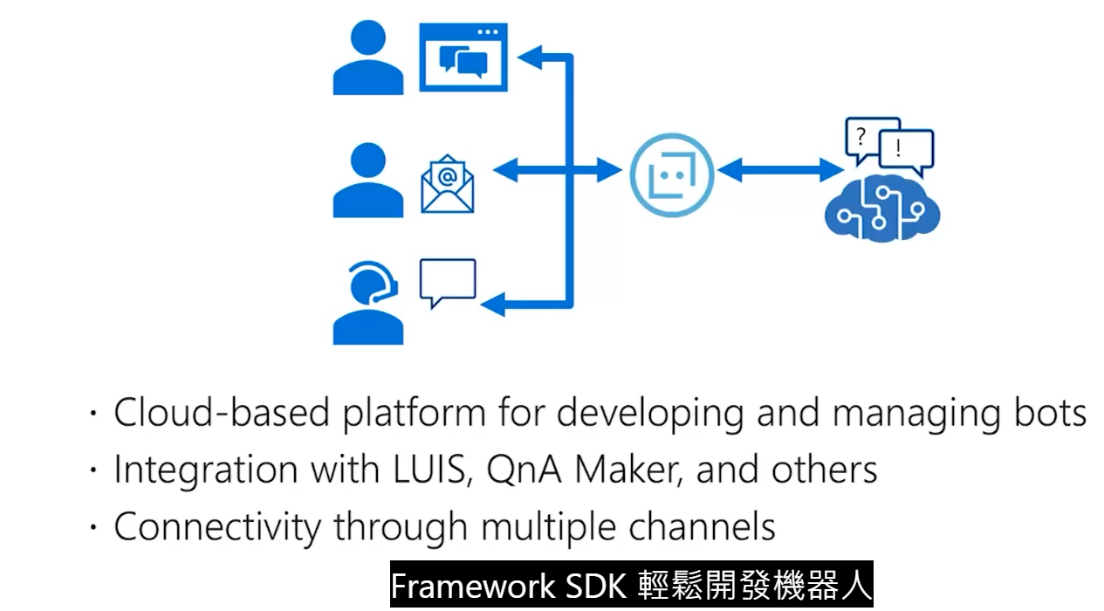 ? !
@
· Cloud-based platform for developing and managing bots
· Integration with LUIS, QnA Maker, and others
· Connectivity through multiple channels
Framework SDK 輕鬆開發機器人